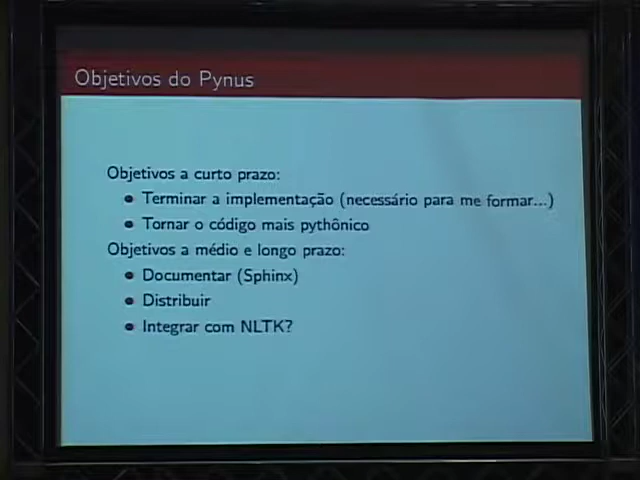 Objetivos do Pynus
Objetivos a curto prazo:
• Terminar a implementação (necessário para me formar...)
• Tornar o código mais pythônico
Objetivos a médio e longo prazo:
• Documentar (Sphinx)
• Distribuir
• Integrar com NLTK?